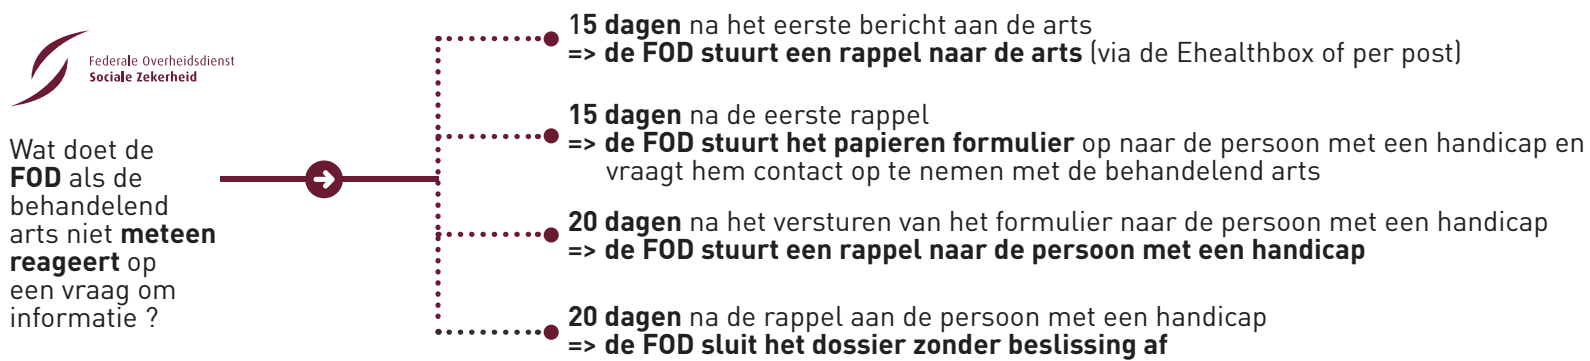 Federale Overheidsdienst
Sociale Zekerheid
Wat doet de
FOD als de
behandelend
arts niet meteen
reageert op
een vraag om
informatie ?
15 dagen na het eerste bericht aan de arts
=> de FOD stuurt een rappel naar de arts (via de Ehealthbox of per post)
15 dagen na de eerste rappel
=> de FOD stuurt het papieren formulier op naar de persoon met een handicap en
vraagt hem contact op te nemen met de behandelend arts
20 dagen na het versturen van het formulier naar de persoon met een handicap
=> de FOD stuurt een rappel naar de persoon met een handicap
20 dagen na de rappel aan de persoon met een handicap
=> de FOD sluit het dossier zonder beslissing af